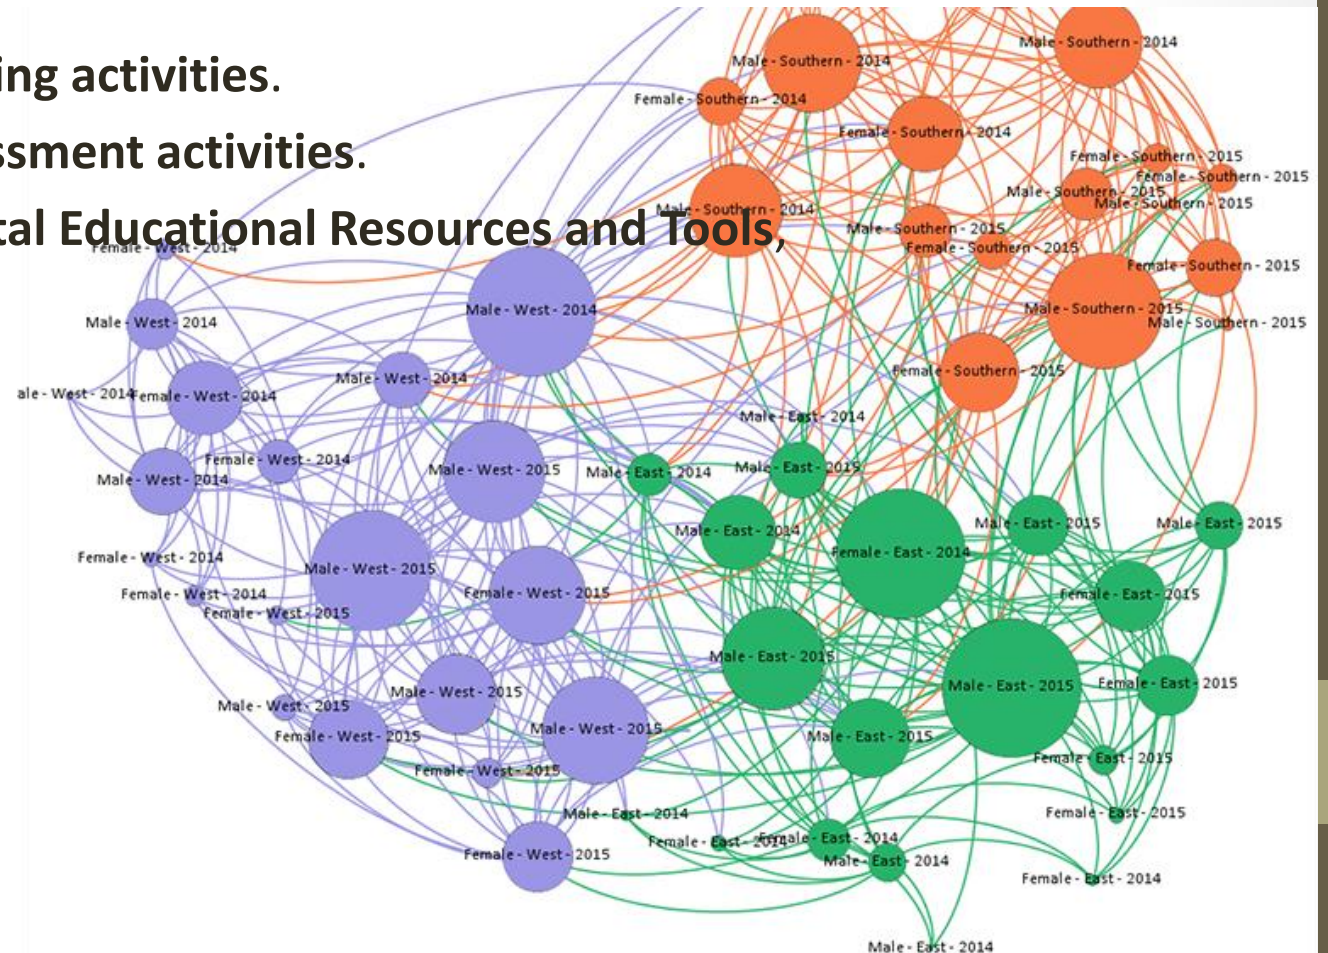 ing activities.
ssment activities.
tal Educational Resources and Tools,
Male - Southern - 2014
Male - Southern - 2014
Female - Southern - 2014
Female - Southern - 2014
Female - Southern - 2015
Female - Southern - 2015
Male - Southern - 2015
Male - Southern - 2015
Male - Southern - 2014
Male - Southern - 2015
Female - West - 2014
Female - Southern - 2015
Female - Southern - 2015
Male - West - 2014
Male - Southern - 2015
Male - West - 2014
Male - Southern - 2015
Female - Southern - 2015
Male - West - 2014
ale - West - 2014
Female - West - 2014
Male - East - 2014
Female - West - 2014
Male - West - 2015
Male - East - 2014
Male - East - 2015
Male - West - 2014
Male - East - 2014
Male - East - 2015
Male - East - 2015
Female - East - 2014
Female - West - 2014
Male - West - 2015
Female - West - 2014
Female - West - 2015
Female - East - 2015
Female - West - 2015
Male - East - 2015
Male - East - 2015
Female - East - 2015
Male - West - 2015
Male - West - 2015
Female - West - 2015
Male - West - 2015
Male - East - 2015
Female - East - 2015
Female - West - 2015
Male - East - 2014
Female - East - 2015
Female - East - 2014
Female - East - 2014
Female - West - 2015
Male - East - 2014
Female - East - 2014
Male - East - 2014